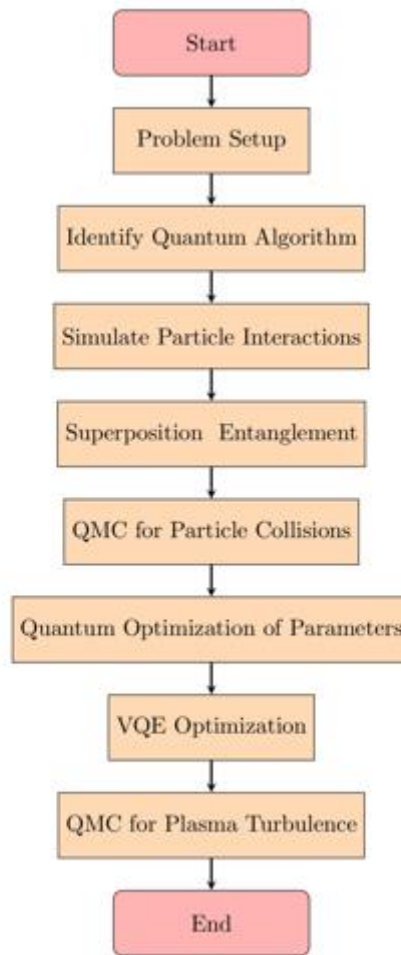 Start
Problem Setup
Identify Quantum Algorithm
Simulate Particle Interactions
Superposition Entanglement
QMC for Particle Collisions
Quantum Optimization of Parameters
VQE Optimization
QMC for Plasma Turbulence
End